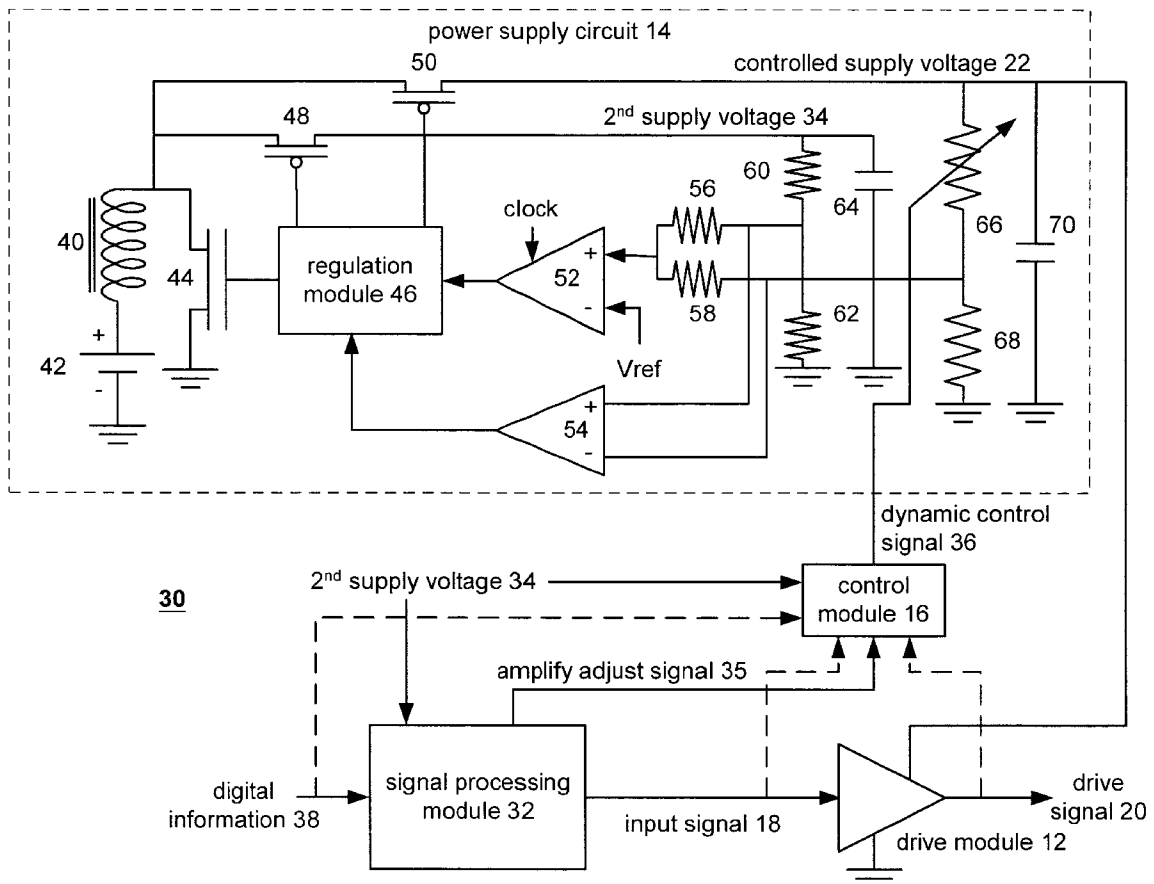 power supply circuit 14
50
controlled supply voltage 22
48
2nd supply voltage 34
60
56
clock
64
66
70
40
44
regulation
module 46
+
52
-
58
62
68
+
42
-
Vref
+
54
-
dynamic control
signal 36
2nd supply voltage 34
control
module 16
30
amplify adjust signal 35
signal processing
module 32
digital
information 38
input signal 18
drive
signal 20
drive module 12